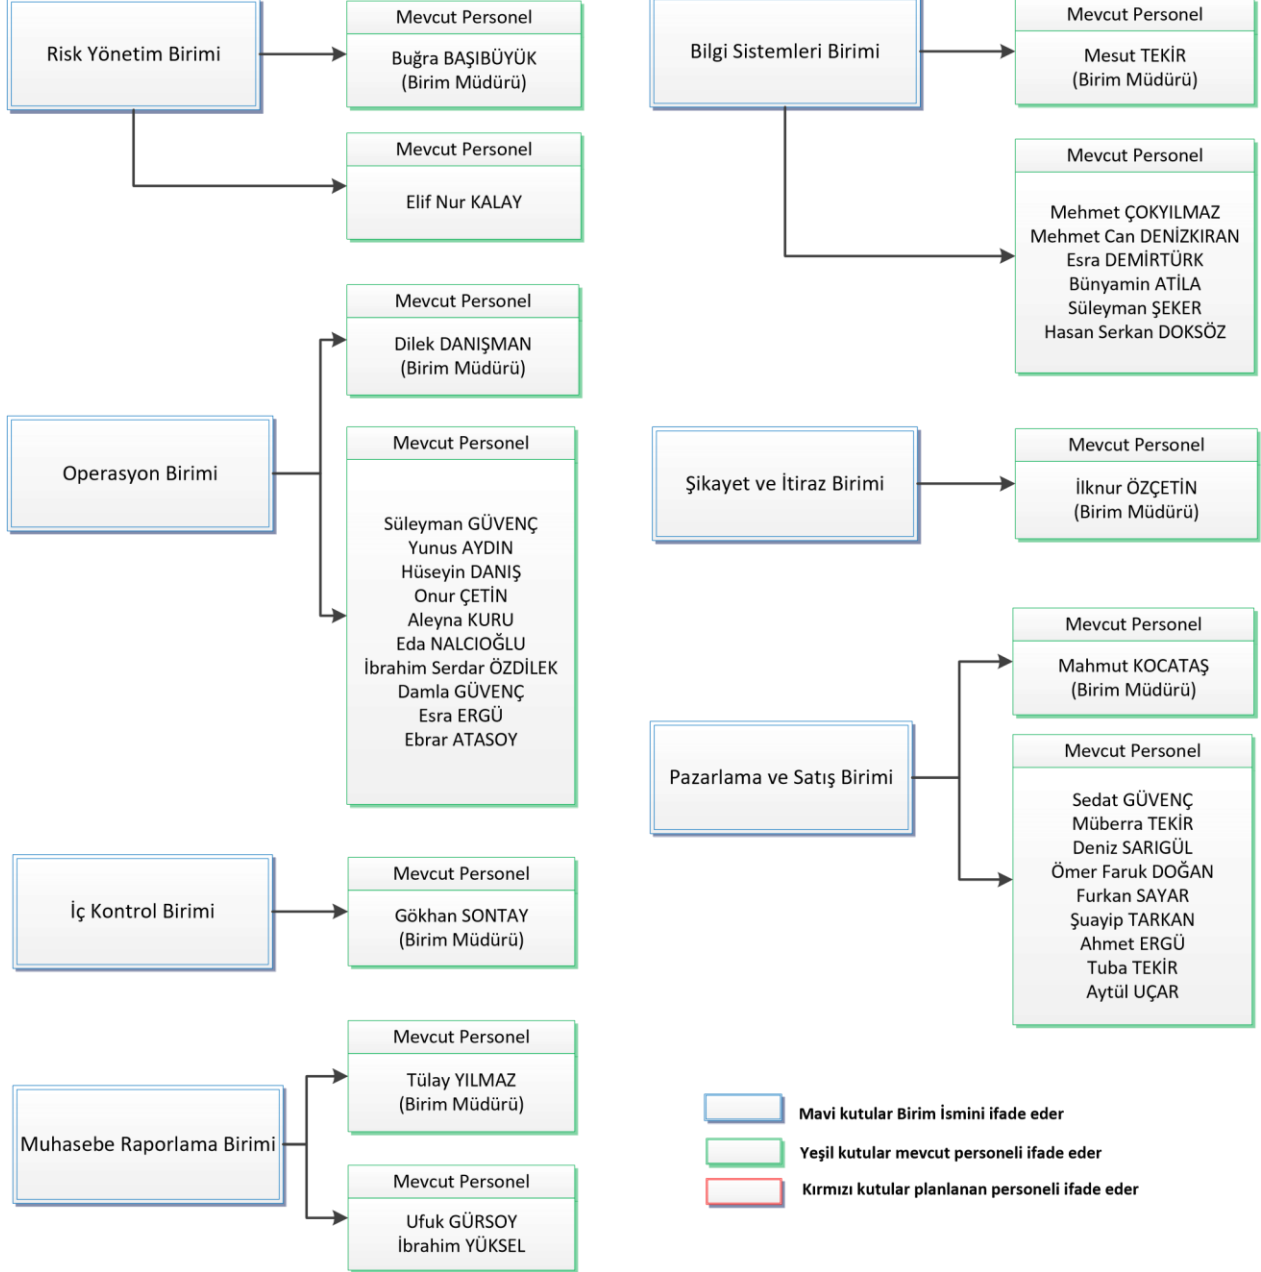 Risk Yönetim Birimi
Mevcut Personel
Buğra BAŞIBÜYÜK
(Birim Müdürü)
Mevcut Personel
Elif Nur KALAY
Operasyon Birimi
Mevcut Personel
Dilek DANIŞMAN
(Birim Müdürü)
Mevcut Personel
Süleyman GÜVENÇ
Yunus AYDIN
Hüseyin DANIŞ
Onur ÇETİN
Aleyna KURU
Eda NALCIOĞLU
İbrahim Serdar ÖZDİLEK
Damla GÜVENÇ
Esra ERGÜ
Ebrar ATASOY
İç Kontrol Birimi
Mevcut Personel
Gökhan SONTAY
(Birim Müdürü)
Muhasebe Raporlama Birimi
Mevcut Personel
Tülay YILMAZ
(Birim Müdürü)
Mevcut Personel
Ufuk GÜRSOY
İbrahim YÜKSEL
Bilgi Sistemleri Birimi
Mevcut Personel
Mesut TEKİR
(Birim Müdürü)
Mevcut Personel
Mehmet ÇOKYILMAZ
Mehmet Can DENİZKIRAN
Esra DEMİRTÜRK
Bünyamin ATİLA
Süleyman ŞEKER
Hasan Serkan DOKSÖZ
Şikayet ve İtiraz Birimi
Mevcut Personel
İlknur ÖZÇETİN
(Birim Müdürü)
Pazarlama ve Satış Birimi
Mevcut Personel
Mahmut KOCATAŞ
(Birim Müdürü)
Mevcut Personel
Sedat GÜVENÇ
Müberra TEKİR
Deniz SARIGÜL
Ömer Faruk DOĞAN
Furkan SAYAR
Şuayip TARKAN
Ahmet ERGÜ
Tuba TEKİR
Aytül UÇAR
Mavi kutular Birim İsmini ifade eder
Yeşil kutular mevcut personeli ifade eder
Kırmızı kutular planlanan personeli ifade eder